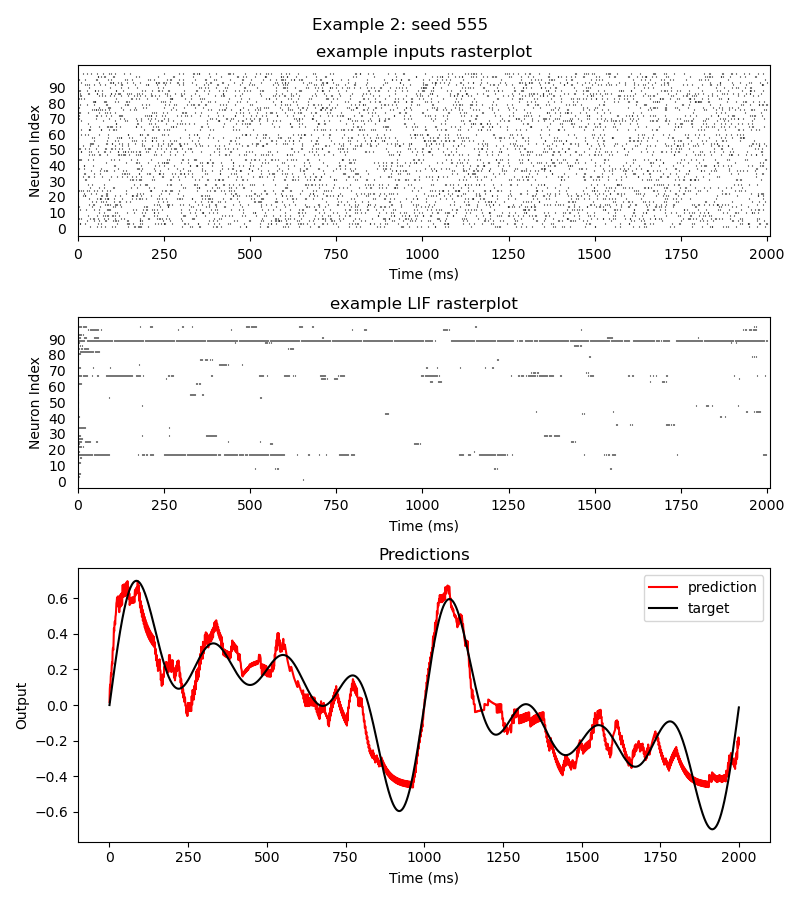 Example 2: seed 555
example inputs rasterplot
Neuron Index
90
80
70
60
50
40
30
20
10
0
0 250 500 750 1000 1250 1500 1750 2000
Time (ms)
example LIF rasterplot
Neuron Index
90
80
70
60
50
40
30
20
10
0
0 250 500 750 1000 1250 1500 1750 2000
Time (ms)
Predictions
Output
0.6
0.4
0.2
0.0
−0.2
−0.4
−0.6
prediction
target
0 250 500 750 1000 1250 1500 1750 2000
Time (ms)